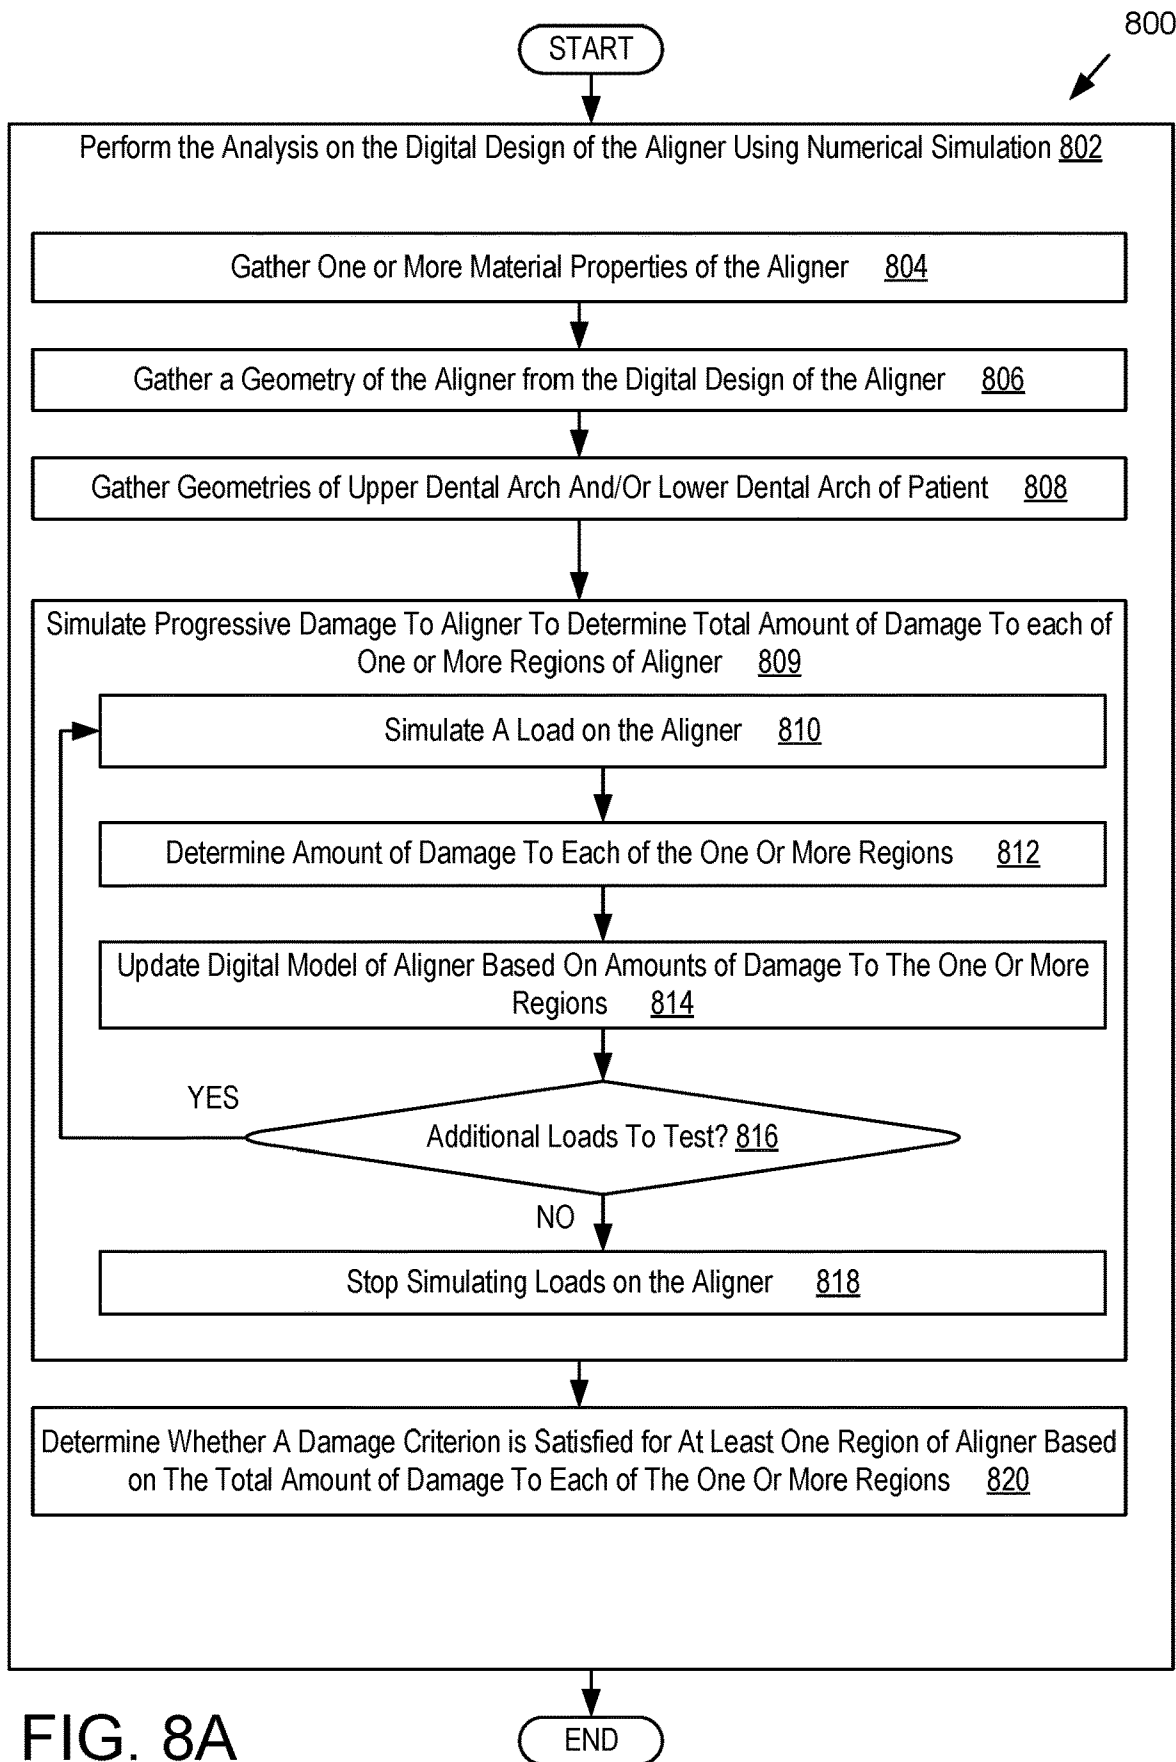 800
START
Perform the Analysis on the Digital Design of the Aligner Using Numerical Simulation 802
Gather One or More Material Properties of the Aligner 804
Gather a Geometry of the Aligner from the Digital Design of the Aligner 806
Gather Geometries of Upper Dental Arch And/Or Lower Dental Arch of Patient 808
Simulate Progressive Damage To Aligner To Determine Total Amount of Damage To each of
One or More Regions of Aligner 809
Simulate A Load on the Aligner 810
Determine Amount of Damage To Each of the One Or More Regions 812
Update Digital Model of Aligner Based On Amounts of Damage To The One Or More
Regions 814
YES
Additional Loads To Test? 816
NO
Stop Simulating Loads on the Aligner 818
Determine Whether A Damage Criterion is Satisfied for At Least One Region of Aligner Based
on The Total Amount of Damage To Each of The One Or More Regions 820
END
FIG. 8A